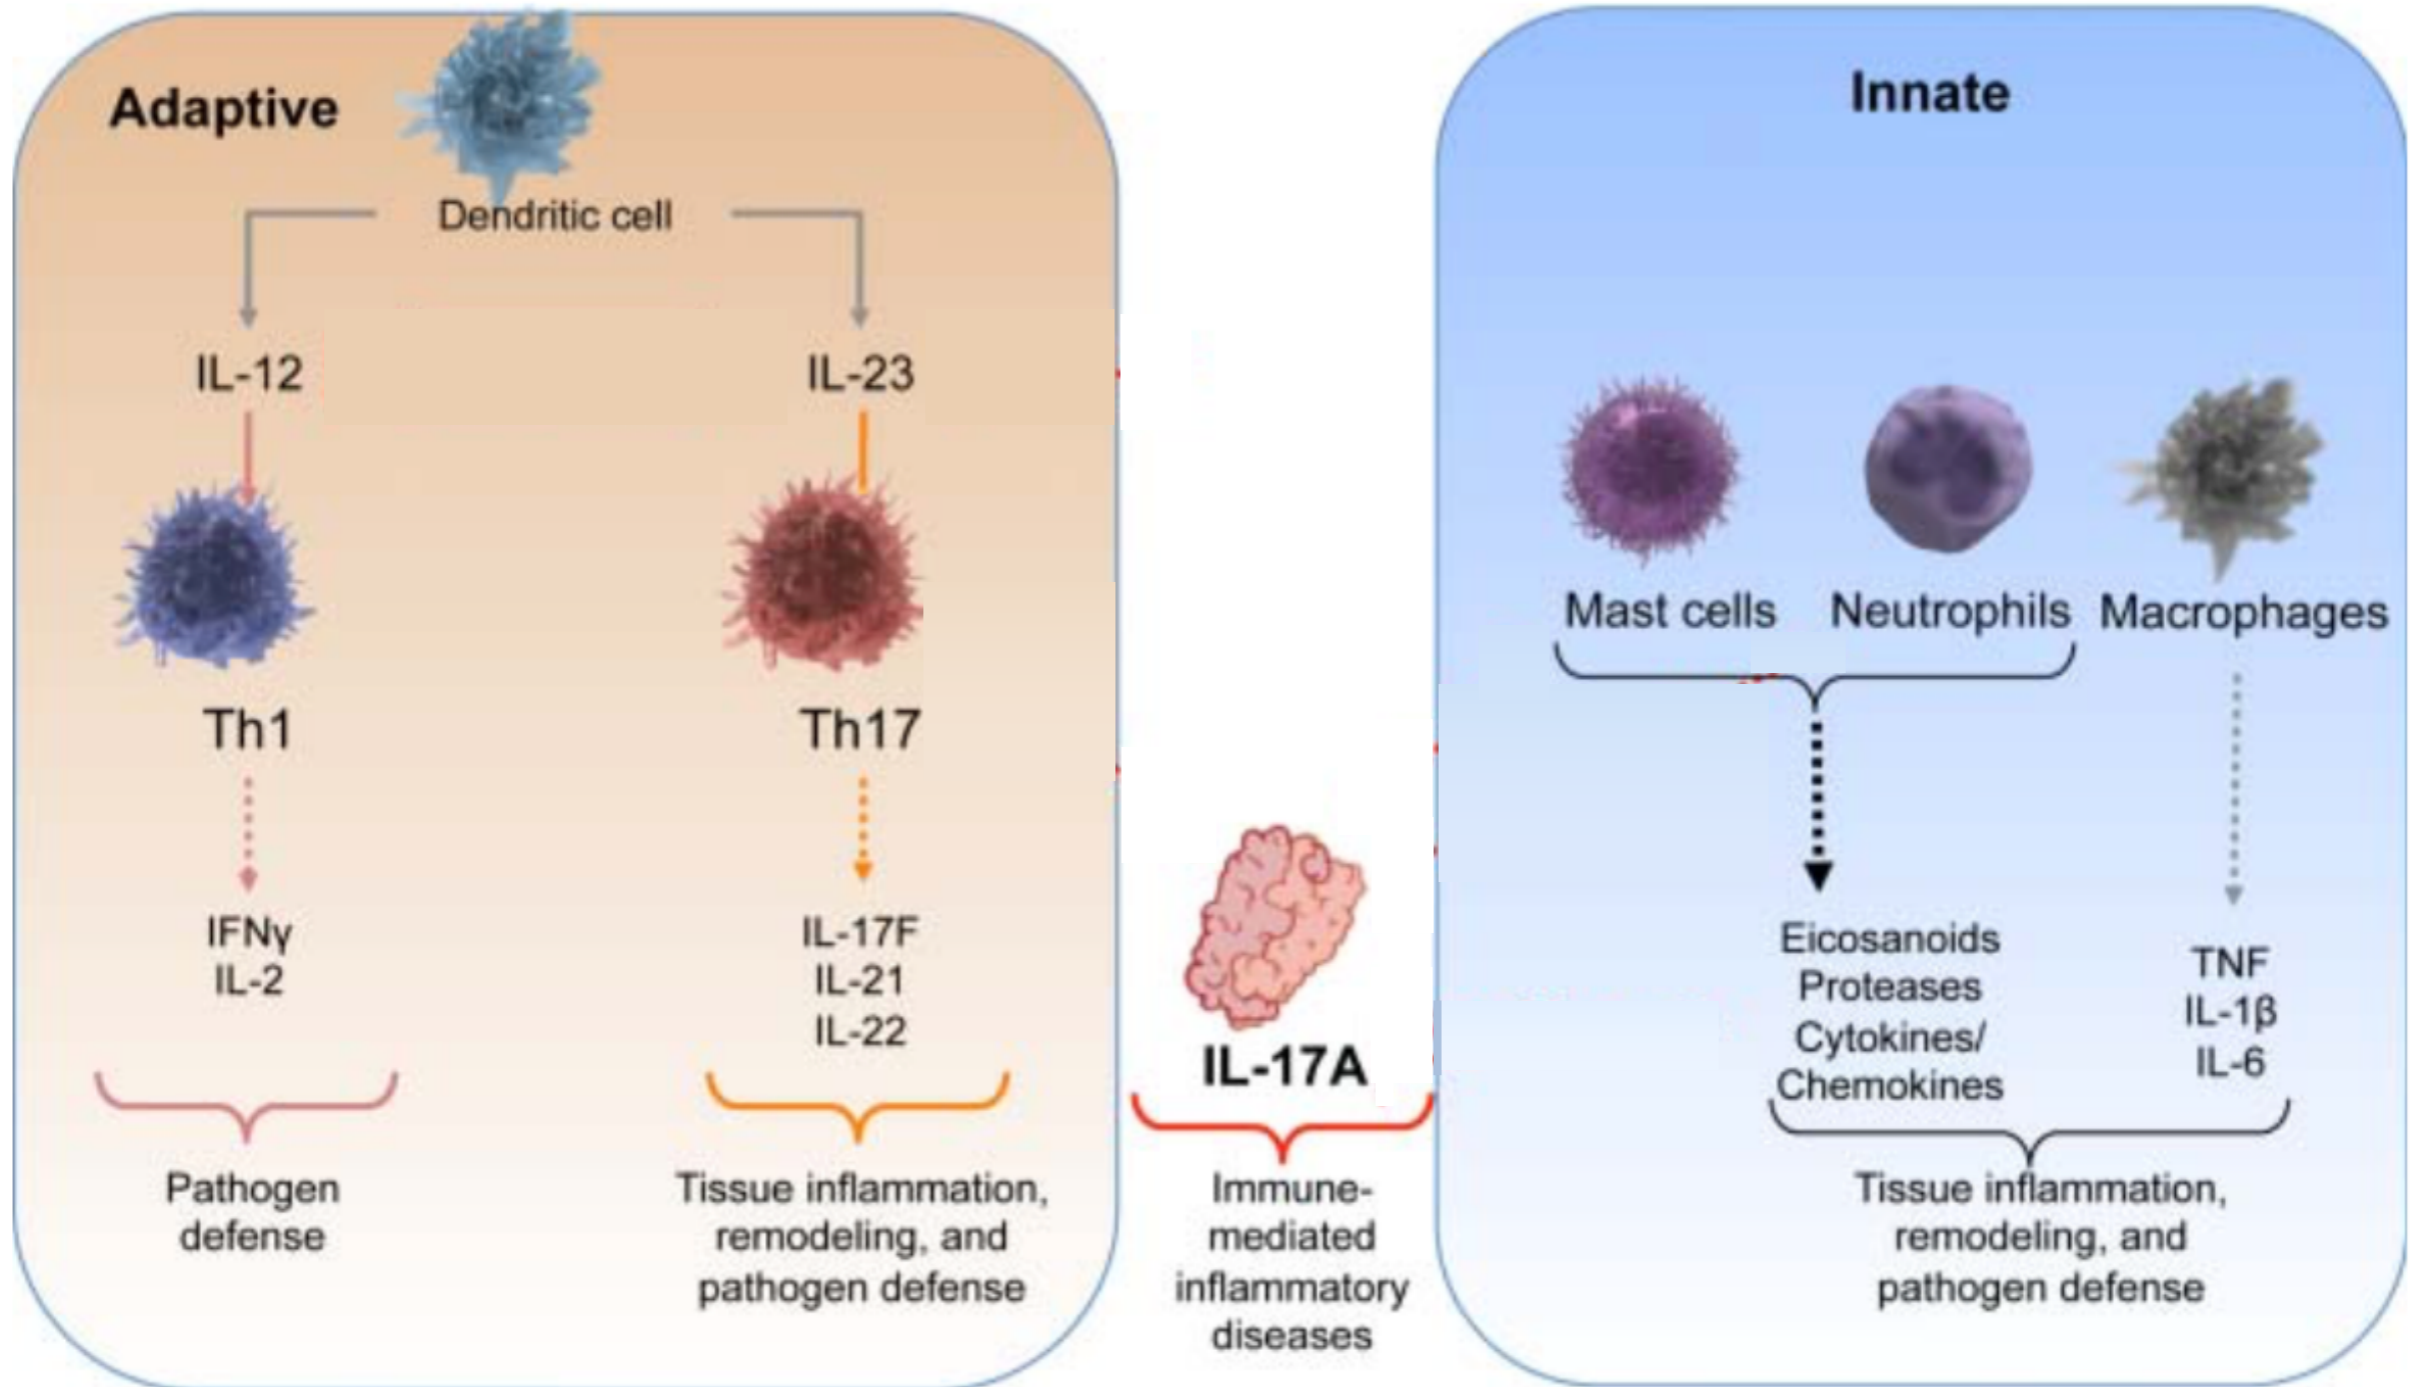 Adaptive
Dendritic cell
IL-12
IL-23
Th1
Th17
IFNγ
IL-2
IL-17F
IL-21
IL-22
Pathogen
defense
Tissue inflammation,
remodeling, and
pathogen defense
IL-17A
Immune-
mediated
inflammatory
diseases
Innate
Mast cells
Neutrophils
Macrophages
Eicosanoids
Proteases
Cytokines/
Chemokines
TNF
IL-1β
IL-6
Tissue inflammation,
remodeling, and
pathogen defense